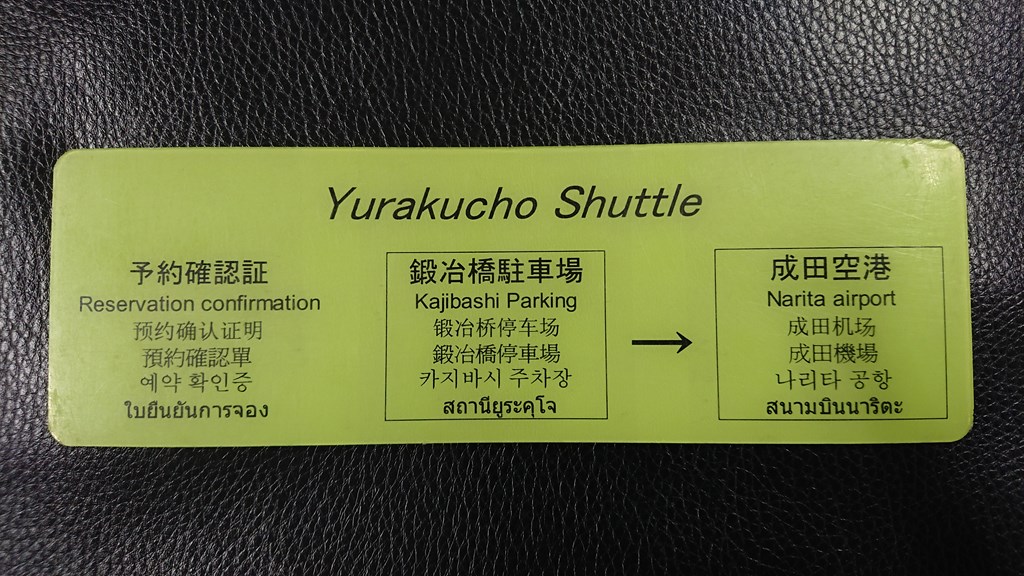 Yurakucho Shuttle
予約確認証
Reservation confirmation
预约确认证明
預約確認單
예약 확인증
ใบยืนยันการจอง
鍛冶橋駐車場
Kajibashi Parking
锻冶桥停车场
鍛冶橋停車場
카지바시 주차장
สถานียูระคุโจ
→
成田空港
Narita airport
成田机场
成田機場
나리타 공항
สนามบินนาริตะ